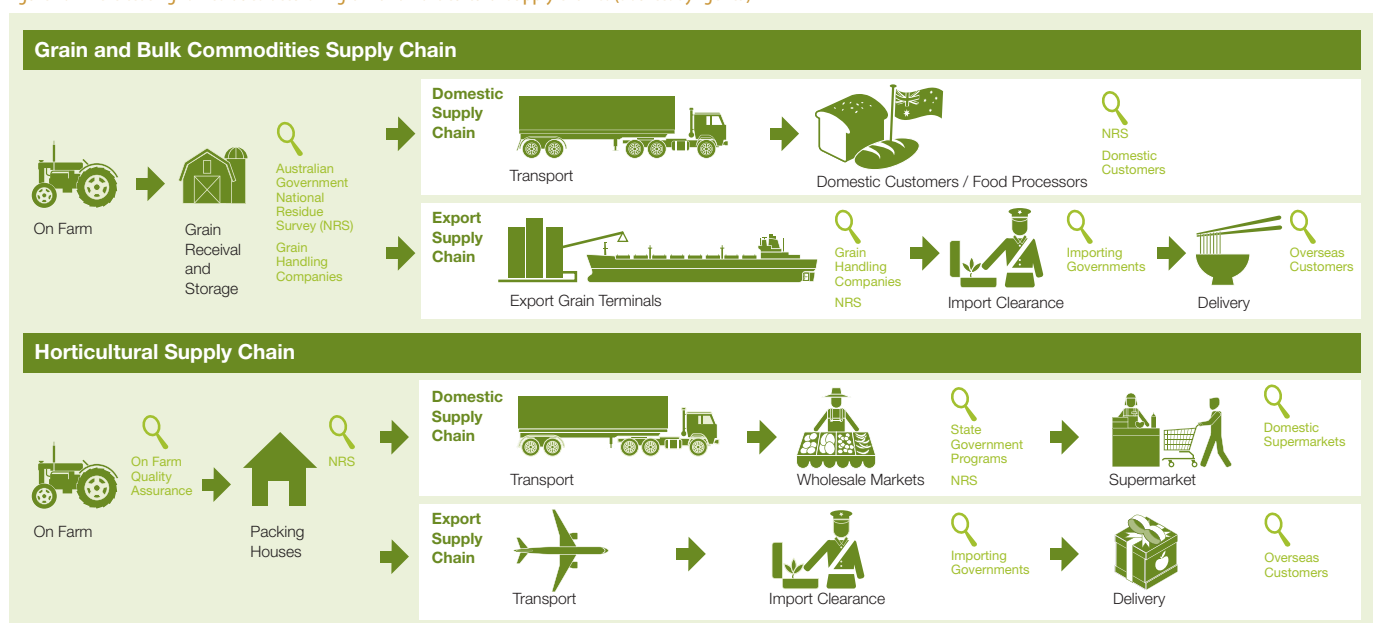 Grain and Bulk Commodities Supply Chain
On Farm
Grain
Receival
and
Storage
Australian
Government
National
Residue
Survey (NRS)
Grain
Handling
Companies
Domestic
Supply
Chain
Transport
Domestic Customers / Food Processors
NRS
Domestic
Customers
Export
Supply
Chain
Export Grain Terminals
Grain
Handling
Companies
NRS
Import Clearance
Importing
Governments
Delivery
Overseas
Customers
Horticultural Supply Chain
On Farm
On Farm
Quality
Assurance
Packing
Houses
NRS
Domestic
Supply
Chain
Transport
Wholesale Markets
State
Government
Programs
NRS
Supermarket
Domestic
Supermarkets
Export
Supply
Chain
Transport
Import Clearance
Importing
Governments
Delivery
Overseas
Customers